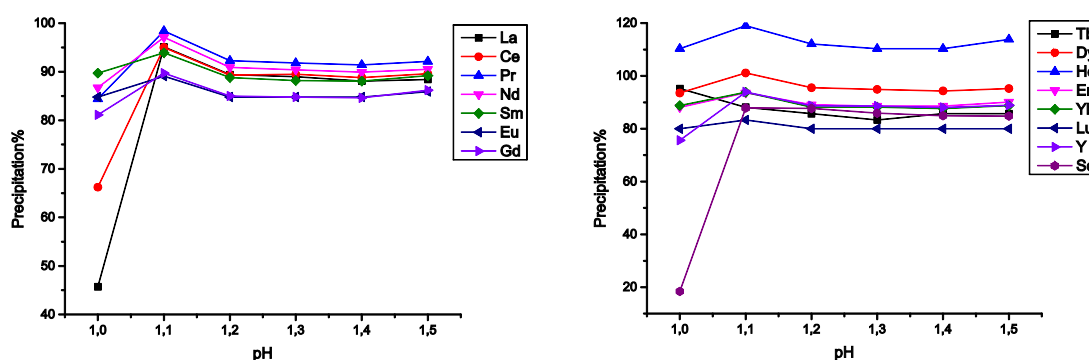 100
90
80
70
60
50
40
Precipitation%
1,0 1,1 1,2 1,3 1,4 1,5
pH
La
Ce
Pr
Nd
Sm
Eu
Gd
120
100
80
60
40
20
Precipitation%
1,0 1,1 1,2 1,3 1,4 1,5
pH
Y